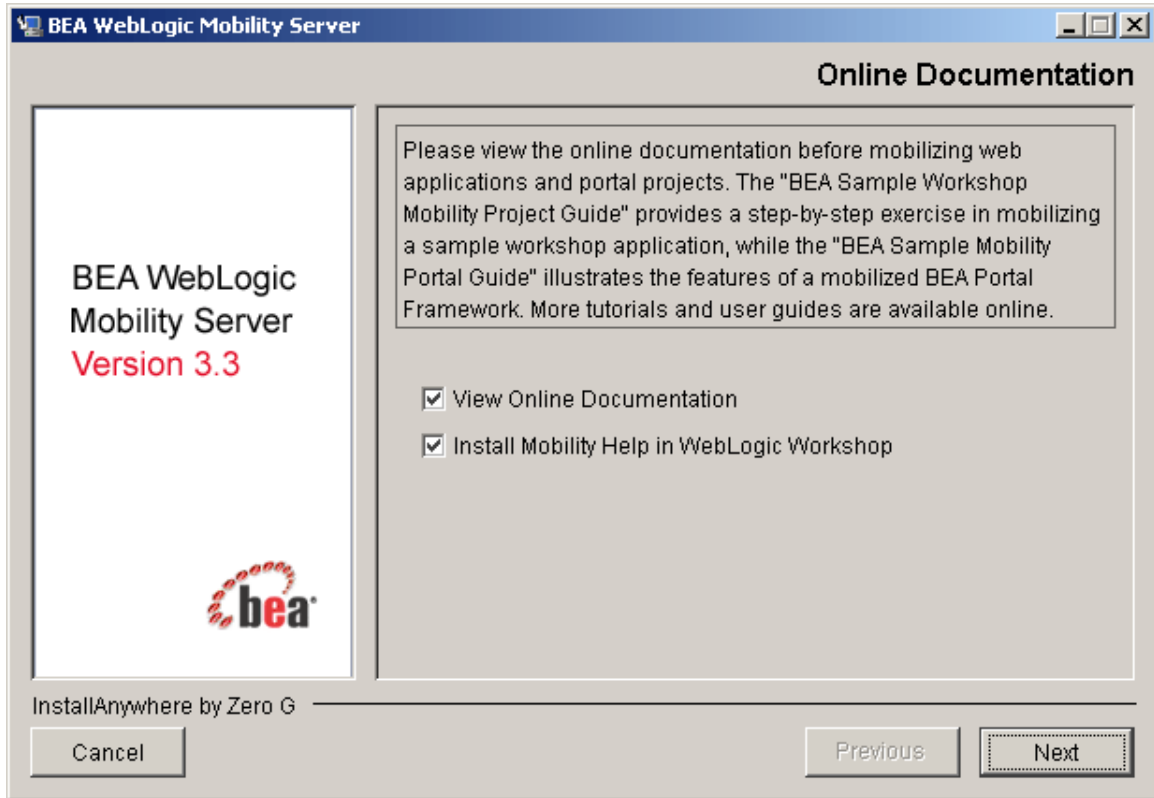 BEA WebLogic Mobility Server
Online Documentation
BEA WebLogic
Mobility Server
Version 3.3
bea
Please view the online documentation before mobilizing web
applications and portal projects. The "BEA Sample Workshop
Mobility Project Guide" provides a step-by-step exercise in mobilizing
a sample workshop application, while the "BEA Sample Mobility
Portal Guide" illustrates the features of a mobilized BEA Portal
Framework. More tutorials and user guides are available online.
View Online Documentation
Install Mobility Help in WebLogic Workshop
InstallAnywhere by Zero G
Cancel
Previous
Next